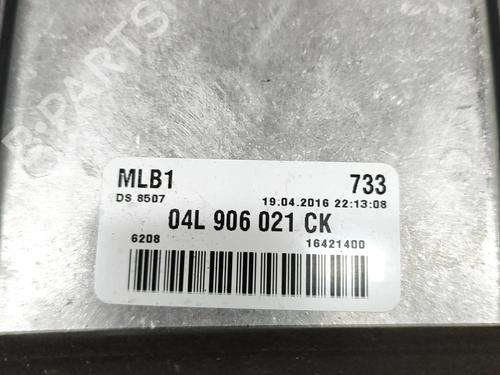 B-PARTS
MLB1 733
DS 8507 19.04.2016 22:13:08
04L 906 021 CK
6208 16421400